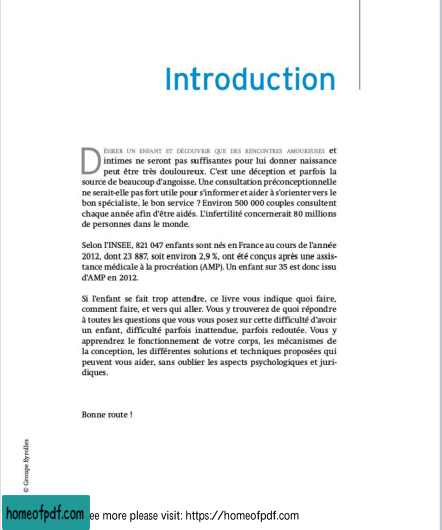 Introduction
DÉSIRER UN ENFANT ET DÉCOUVRIR QUE DES RENCONTRES AMOUREUSES et
intimes ne seront pas suffisantes pour lui donner naissance
peut être très douloureux. C'est une déception et parfois la
source de beaucoup d'angoisse. Une consultation préconceptionnelle
ne serait-elle pas fort utile pour s'informer et aider à s'orienter vers le
bon spécialiste, le bon service ? Environ 500 000 couples consultent
chaque année afin d'être aidés. L'infertilité concernerait 80 millions
de personnes dans le monde.
Selon l'INSEE, 821 047 enfants sont nés en France au cours de l'année
2012, dont 23 887, soit environ 2,9 %, ont été conçus après une assis-
tance médicale à la procréation (AMP). Un enfant sur 35 est donc issu
d'AMP en 2012.
Si l'enfant se fait trop attendre, ce livre vous indique quoi faire,
comment faire, et vers qui aller. Vous y trouverez de quoi répondre
à toutes les questions que vous vous posez sur cette difficulté d'avoir
un enfant, difficulté parfois inattendue, parfois redoutée. Vous y
apprendrez le fonctionnement de votre corps, les mécanismes de
la conception, les différentes solutions et techniques proposées qui
peuvent vous aider, sans oublier les aspects psychologiques et juri-
diques.
Bonne route !
© Groupe Eyrolles
homeofpdf.com ee more please visit: https://homeofpdf.com